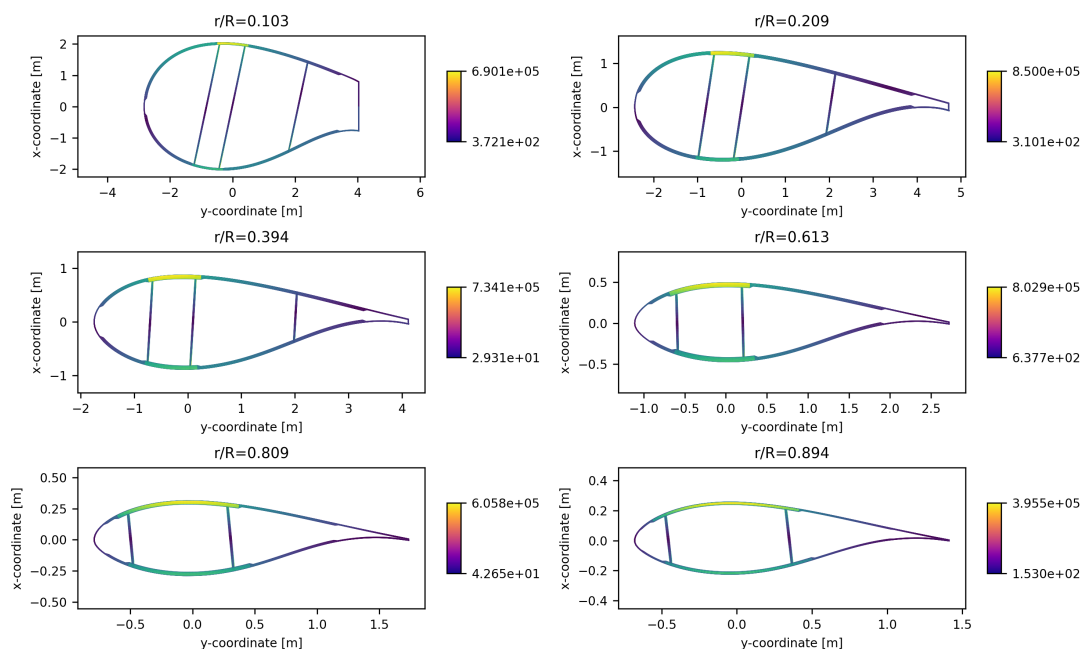 r/R=0.103
x-coordinate [m]
2
1
0
−1
−2
−4
−2
0
2
4
6
y-coordinate [m]
6.901e+05
3.721e+02
r/R=0.209
x-coordinate [m]
1
0
−1
−2
−1
0
1
2
3
4
5
y-coordinate [m]
8.500e+05
3.101e+02
r/R=0.394
x-coordinate [m]
1
0
−1
−2
−1
0
1
2
3
4
y-coordinate [m]
7.341e+05
2.931e+01
r/R=0.613
x-coordinate [m]
0.5
0.0
−0.5
−1.0
−0.5
0.0
0.5
1.0
1.5
2.0
2.5
y-coordinate [m]
8.029e+05
6.377e+02
r/R=0.809
x-coordinate [m]
0.50
0.25
0.00
−0.25
−0.50
−0.5
0.0
0.5
1.0
1.5
y-coordinate [m]
6.058e+05
4.265e+01
r/R=0.894
x-coordinate [m]
0.4
0.2
0.0
−0.2
−0.4
−0.5
0.0
0.5
1.0
1.5
y-coordinate [m]
3.955e+05
1.530e+02